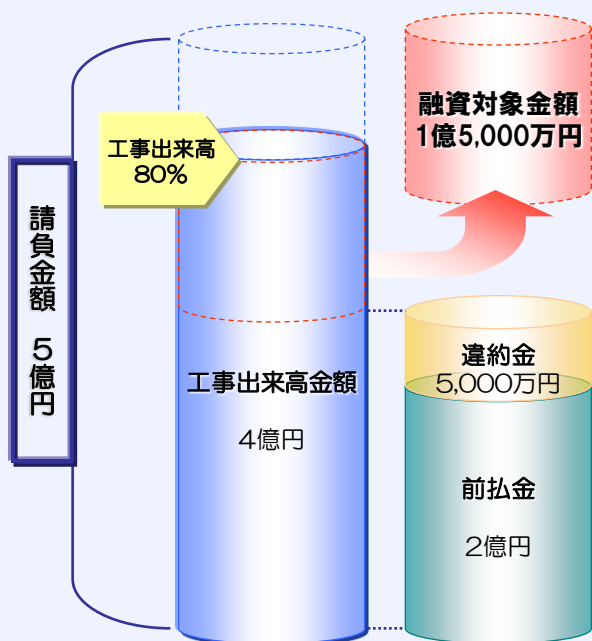 融資対象金額
1億5,000万円
工事出来高
80%
請負金額 5億円
違約金
5,000万円
工事出来高金額
4億円
前払金
2億円